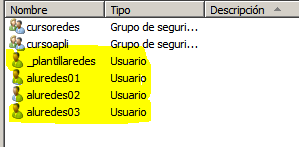 Nombre Tipo Descripción
cursoredes Grupo de seguri...
cursoapli Grupo de seguri...
_plantillaredes Usuario
aluredes01 Usuario
aluredes02 Usuario
aluredes03 Usuario